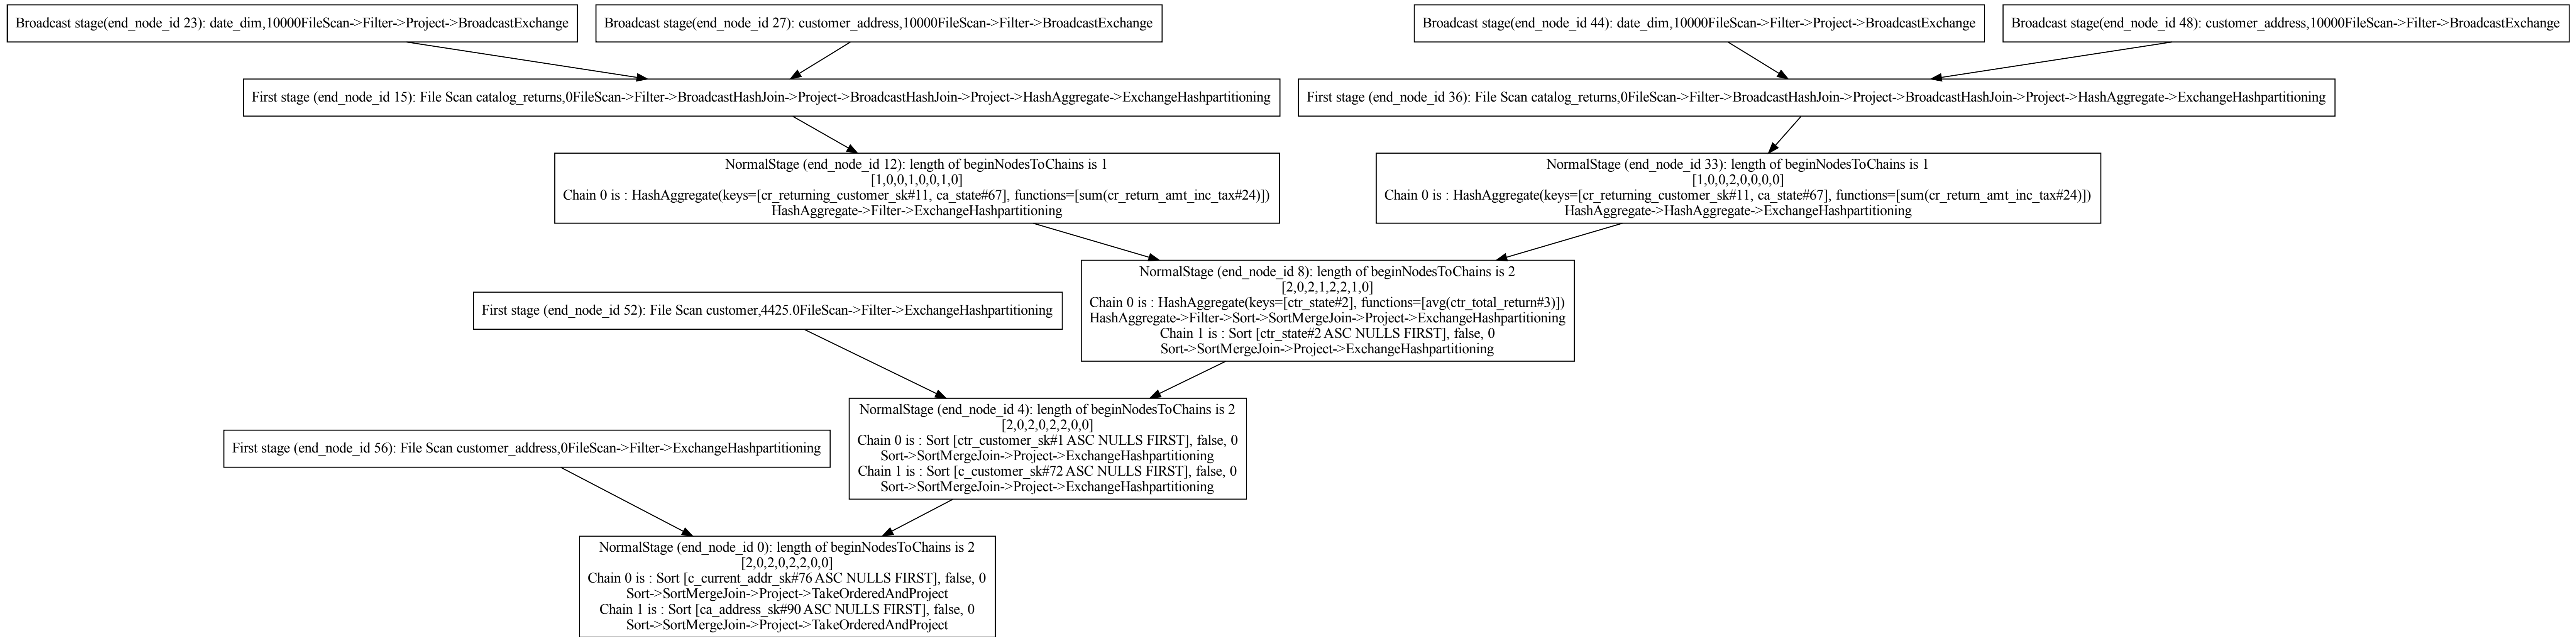 Broadcast stage(end_node_id 23): date_dim,10000FileScan->Filter->Project->BroadcastExchange
Broadcast stage(end_node_id 27): customer_address,10000FileScan->Filter->BroadcastExchange
Broadcast stage(end_node_id 44): date_dim,10000FileScan->Filter->Project->BroadcastExchange
Broadcast stage(end_node_id 48): customer_address,10000FileScan->Filter->BroadcastExchange
First stage (end_node_id 15): File Scan catalog_returns,0FileScan->Filter->BroadcastHashJoin->Project->BroadcastHashJoin->Project->HashAggregate->ExchangeHashpartitioning
First stage (end_node_id 36): File Scan catalog_returns,0FileScan->Filter->BroadcastHashJoin->Project->BroadcastHashJoin->Project->HashAggregate->ExchangeHashpartitioning
NormalStage (end_node_id 12): length of beginNodesToChains is 1
[1,0,0,1,0,0,1,0]
Chain 0 is : HashAggregate(keys=[cr_returning_customer_sk#11, ca_state#67], functions=[sum(cr_return_amt_inc_tax#24)])
HashAggregate->Filter->ExchangeHashpartitioning
NormalStage (end_node_id 33): length of beginNodesToChains is 1
[1,0,0,2,0,0,0,0]
Chain 0 is : HashAggregate(keys=[cr_returning_customer_sk#11, ca_state#67], functions=[sum(cr_return_amt_inc_tax#24)])
HashAggregate->HashAggregate->ExchangeHashpartitioning
NormalStage (end_node_id 8): length of beginNodesToChains is 2
[2,0,2,1,2,2,1,0]
Chain 0 is : HashAggregate(keys=[ctr_state#2], functions=[avg(ctr_total_return#3)])
HashAggregate->Filter->Sort->SortMergeJoin->Project->ExchangeHashpartitioning
Chain 1 is : Sort [ctr_state#2 ASC NULLS FIRST], false, 0
Sort->SortMergeJoin->Project->ExchangeHashpartitioning
First stage (end_node_id 52): File Scan customer,4425.0FileScan->Filter->ExchangeHashpartitioning
NormalStage (end_node_id 4): length of beginNodesToChains is 2
[2,0,2,0,2,2,0,0]
Chain 0 is : Sort [ctr_customer_sk#1 ASC NULLS FIRST], false, 0
Sort->SortMergeJoin->Project->ExchangeHashpartitioning
Chain 1 is : Sort [c_customer_sk#72 ASC NULLS FIRST], false, 0
Sort->SortMergeJoin->Project->ExchangeHashpartitioning
First stage (end_node_id 56): File Scan customer_address,0FileScan->Filter->ExchangeHashpartitioning
NormalStage (end_node_id 0): length of beginNodesToChains is 2
[2,0,2,0,2,2,0,0]
Chain 0 is : Sort [c_current_addr_sk#76 ASC NULLS FIRST], false, 0
Sort->SortMergeJoin->Project->TakeOrderedAndProject
Chain 1 is : Sort [ca_address_sk#90 ASC NULLS FIRST], false, 0
Sort->SortMergeJoin->Project->TakeOrderedAndProject